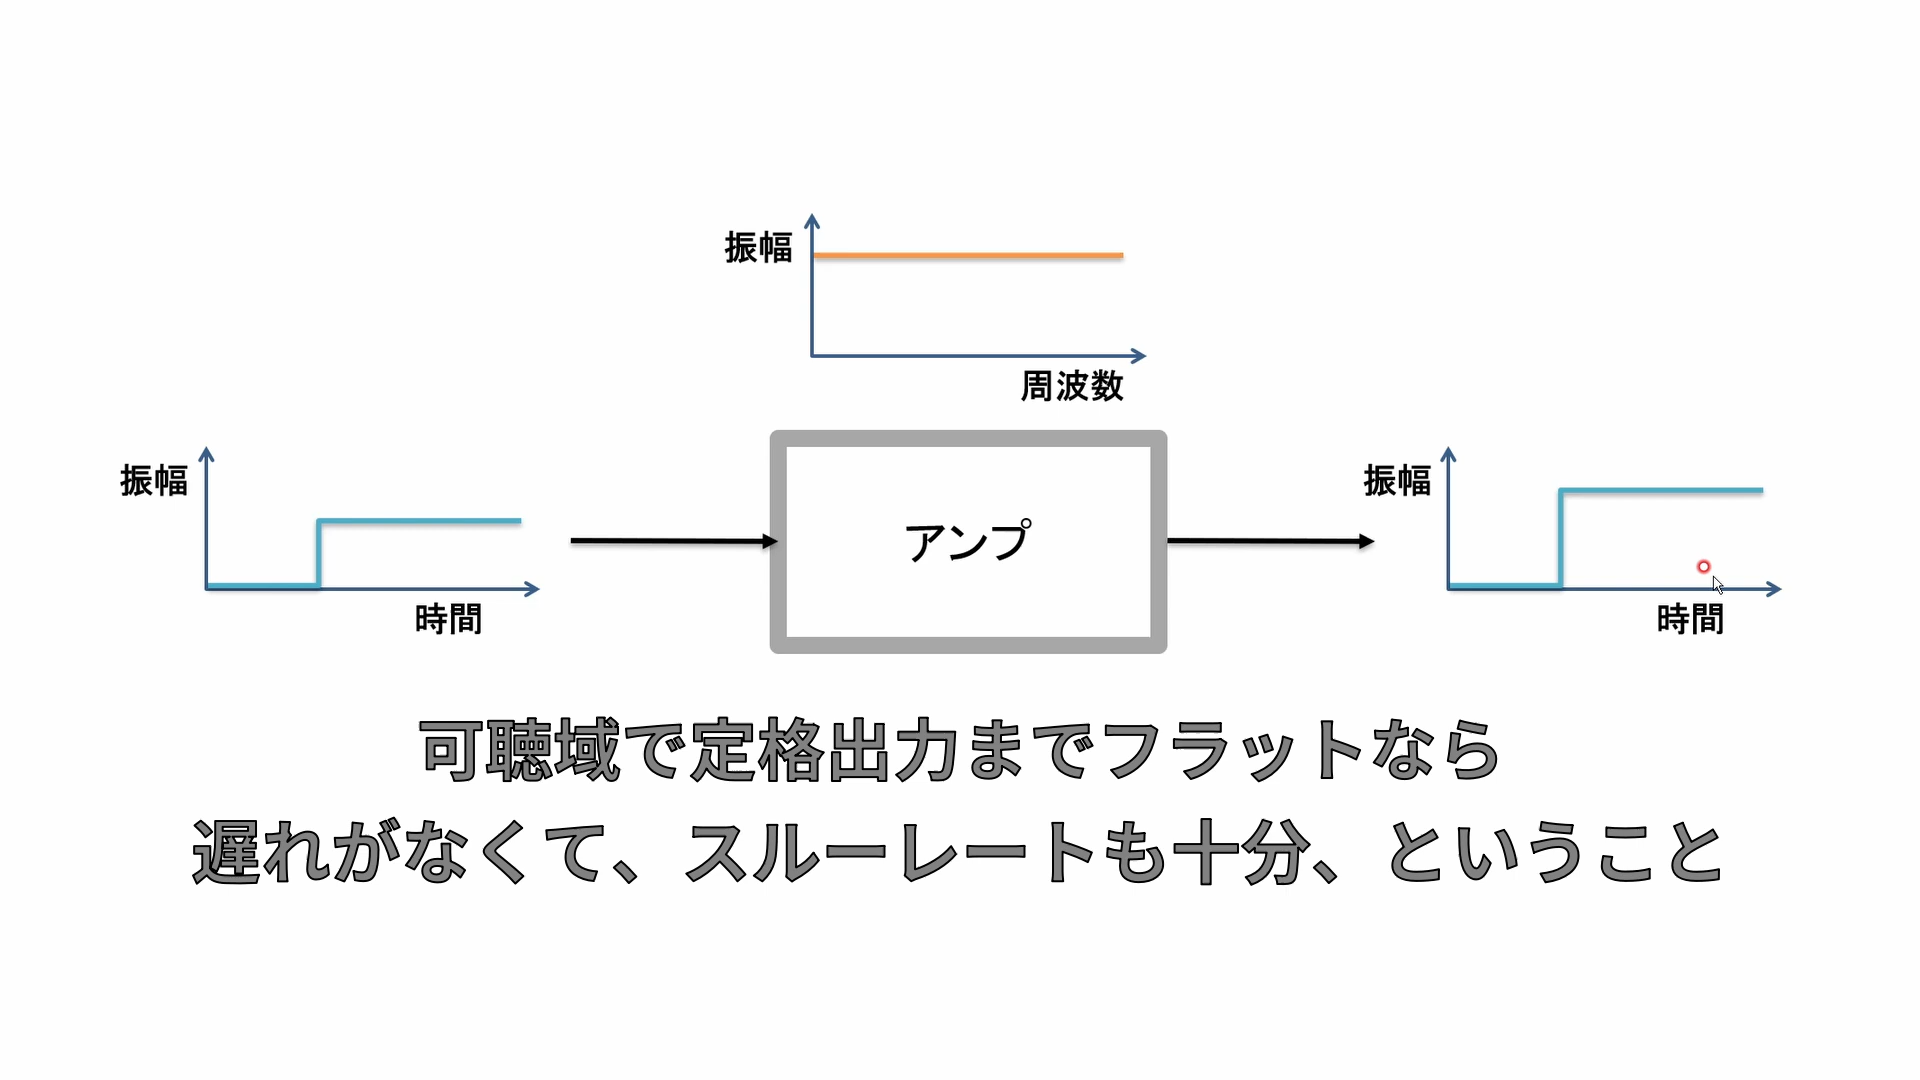 振幅
周波数
振幅
時間
アンプ
振幅
時間
可聴域で定格出力までフラットなら
遅れがなくて、スルーレートも十分、ということ